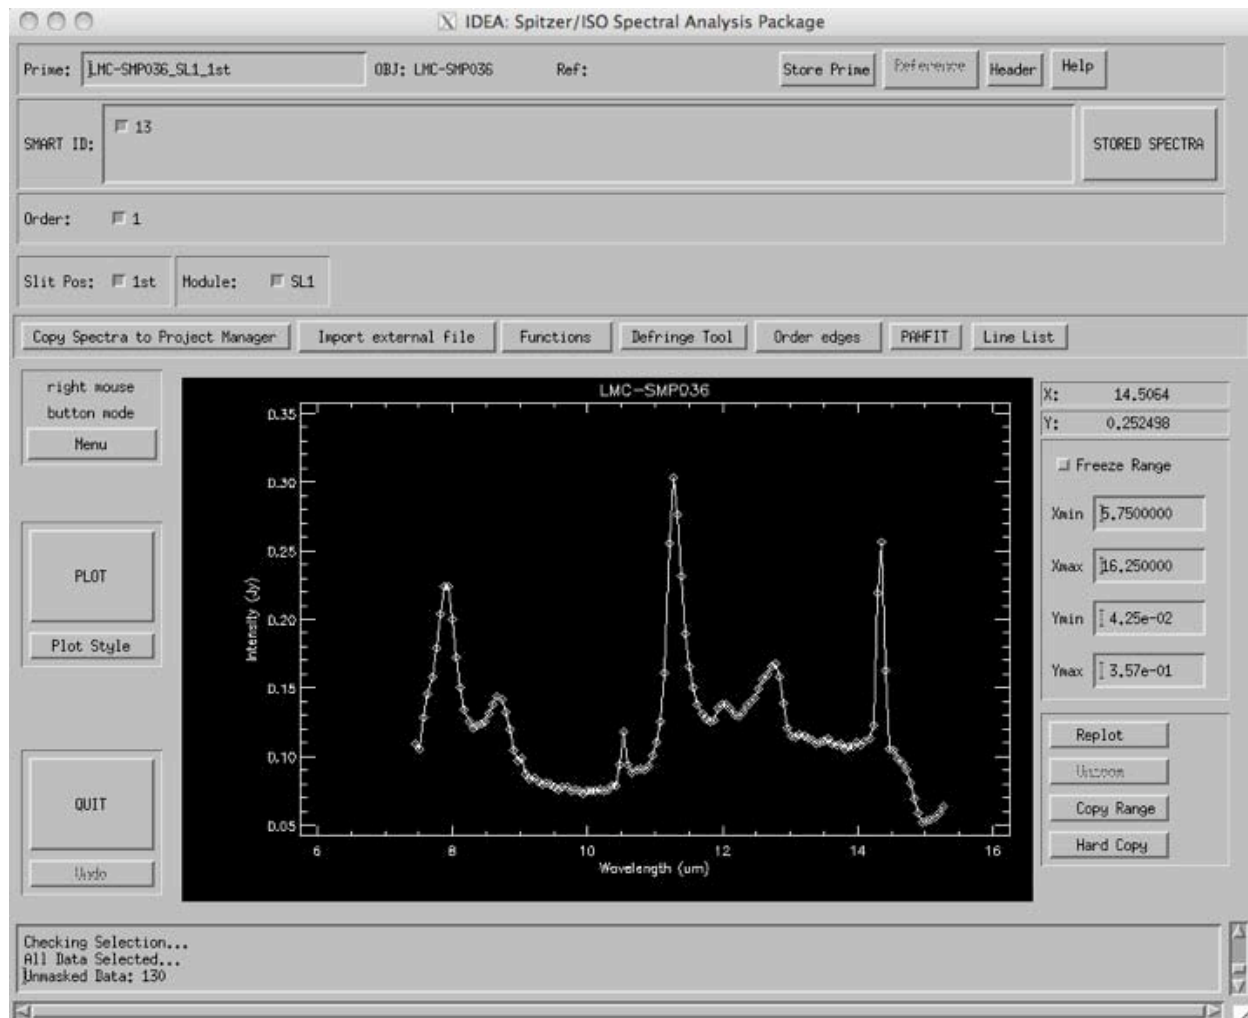 X IDEA: Spitzer/ISO Spectral Analysis Package
Prime: LMC-SMP036_SL1_1st OBJ: LMC-SMP036 Ref: Store Prime Reference Header Help
SMART ID: 13 STORED SPECTRA
Order: 1
Slit Pos: 1st Module: SL1
Copy Spectra to Project Manager Import external file Functions Defringe Tool Order edges PAHFIT Line List
right mouse
button mode
Menu
PLOT
Plot Style
QUIT
Undo
LMC-SMP036
Intensity (Jy)
0.35
0.30
0.25
0.20
0.15
0.10
0.05
6 8 10 12 14 16
Wavelength (um)
X: 14.5064
Y: 0.252498
Freeze Range
Xmin 5.7500000
Xmax 16.250000
Ymin 4.25e-02
Ymax 3.57e-01
Replot
Unzoom
Copy Range
Hard Copy
Checking Selection...
All Data Selected...
Unmasked Data: 130